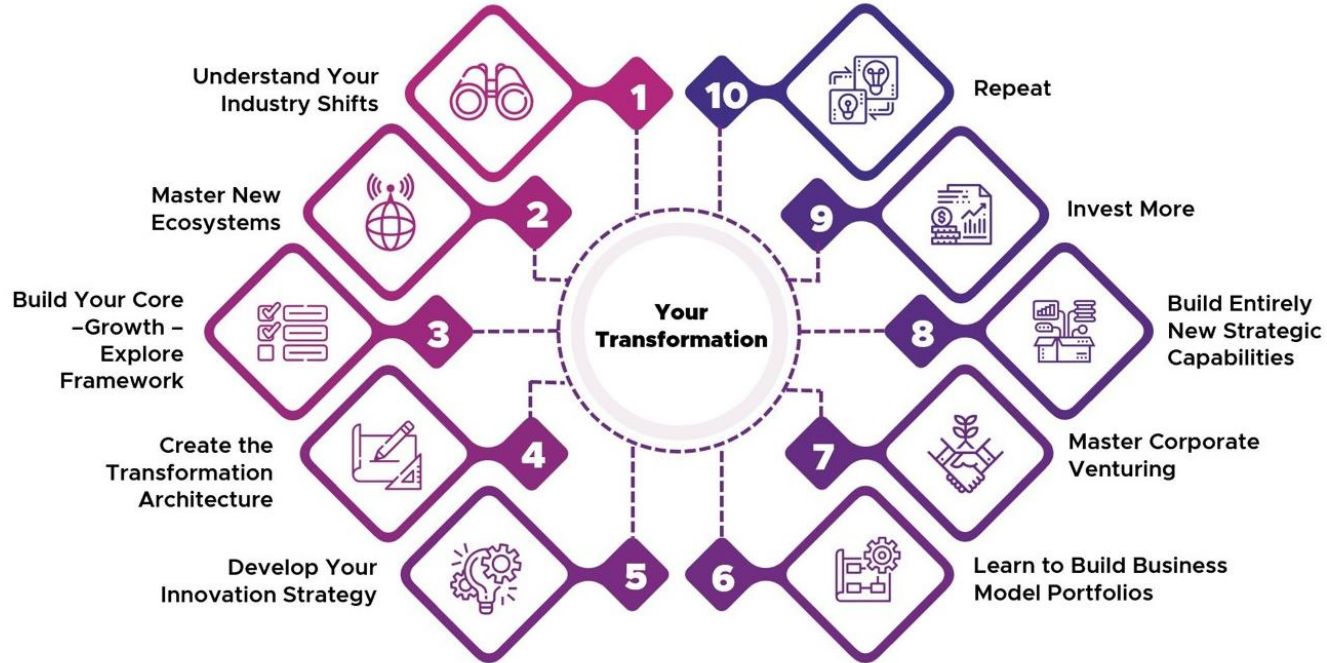 Understand Your
Industry Shifts
1
Master New
Ecosystems
2
Build Your Core
–Growth –
Explore
Framework
3
Create the
Transformation
Architecture
4
Develop Your
Innovation Strategy
5
Your
Transformation
6
Learn to Build Business
Model Portfolios
7
Master Corporate
Venturing
8
Build Entirely
New Strategic
Capabilities
9
Invest More
10
Repeat